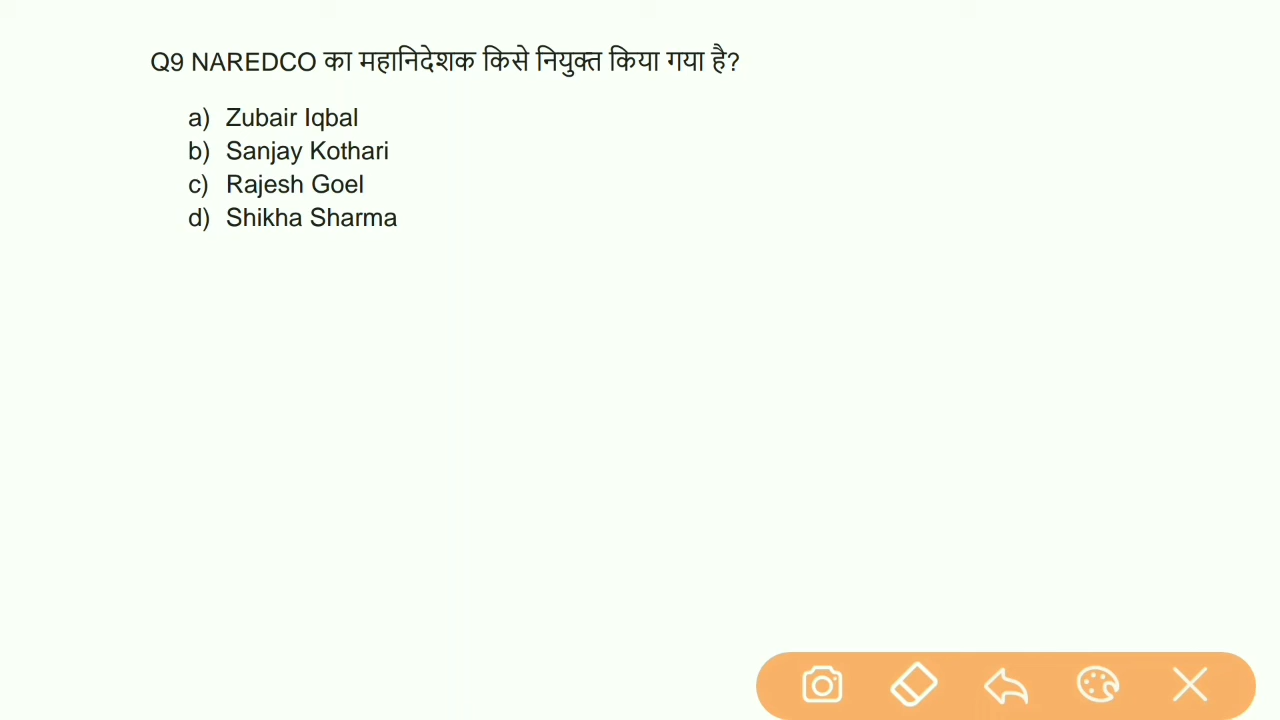 Q9 NAREDCO का महानिदेशक किसे नियुक्त किया गया है?
a) Zubair Iqbal
b) Sanjay Kothari
c) Rajesh Goel
d) Shikha Sharma